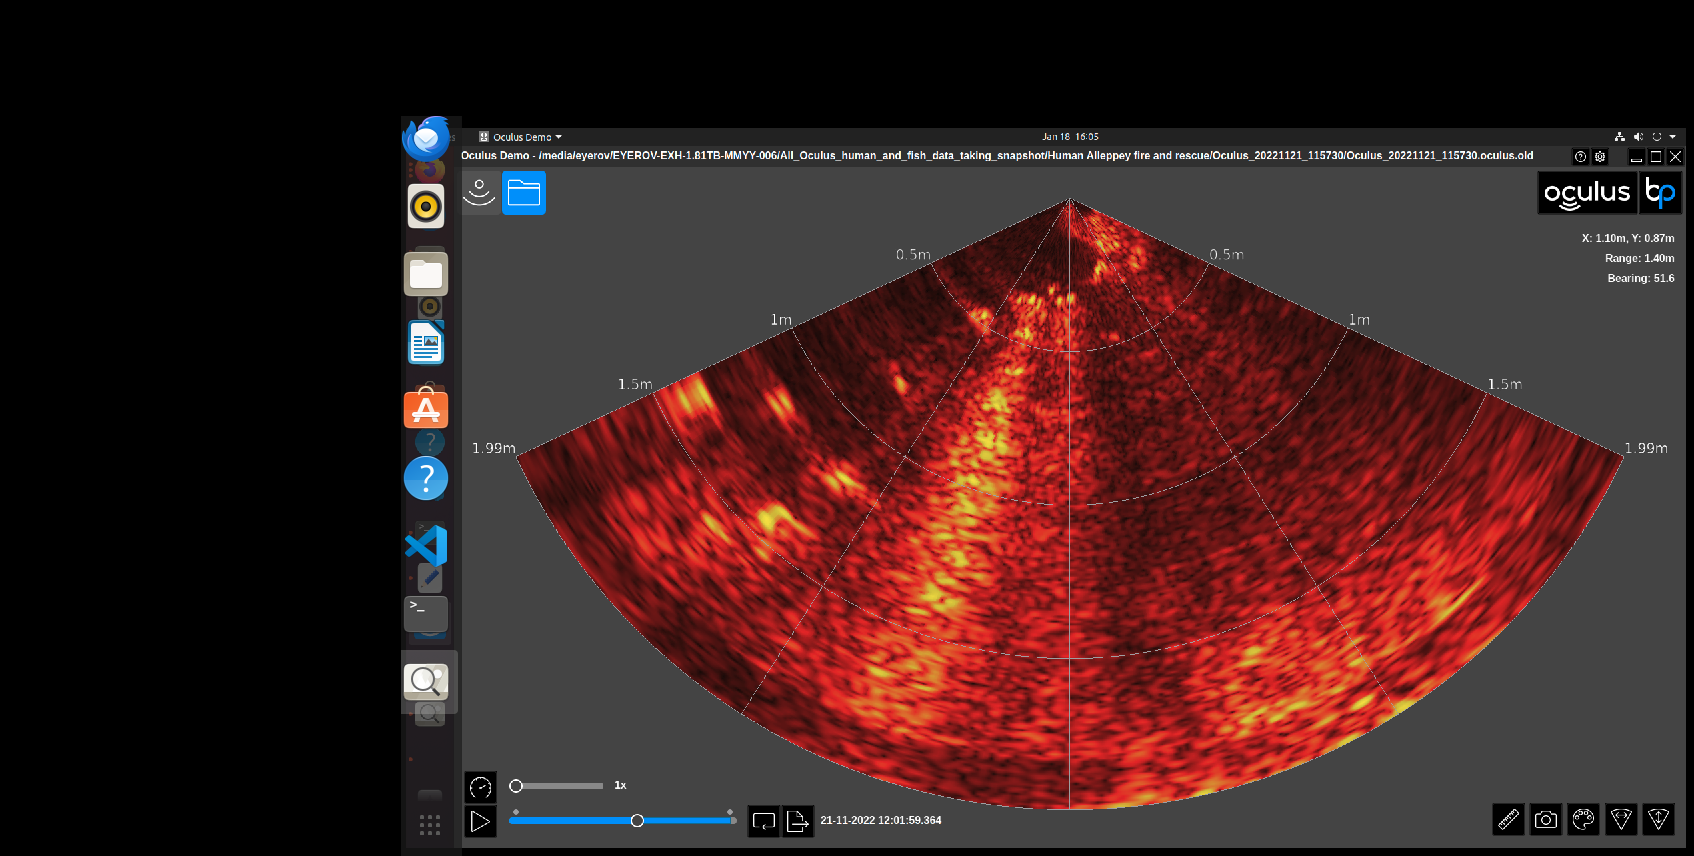 Oculus Demo
Jan 18 16:05
Oculus Demo - /media/eyerov/EYEROV-EXH-1.81TB-MMYY-006/All_Oculus_human_and_fish_data_taking_snapshot/Human Alleppey fire and rescue/Oculus_20221121_115730/Oculus_20221121_115730.oculus.old
oculus bp
X: 1.10m, Y: 0.87m
Range: 1.40m
Bearing: 51.6
0.5m 0.5m
1m 1m
1.5m 1.5m
1.99m 1.99m
1x
21-11-2022 12:01:59.364